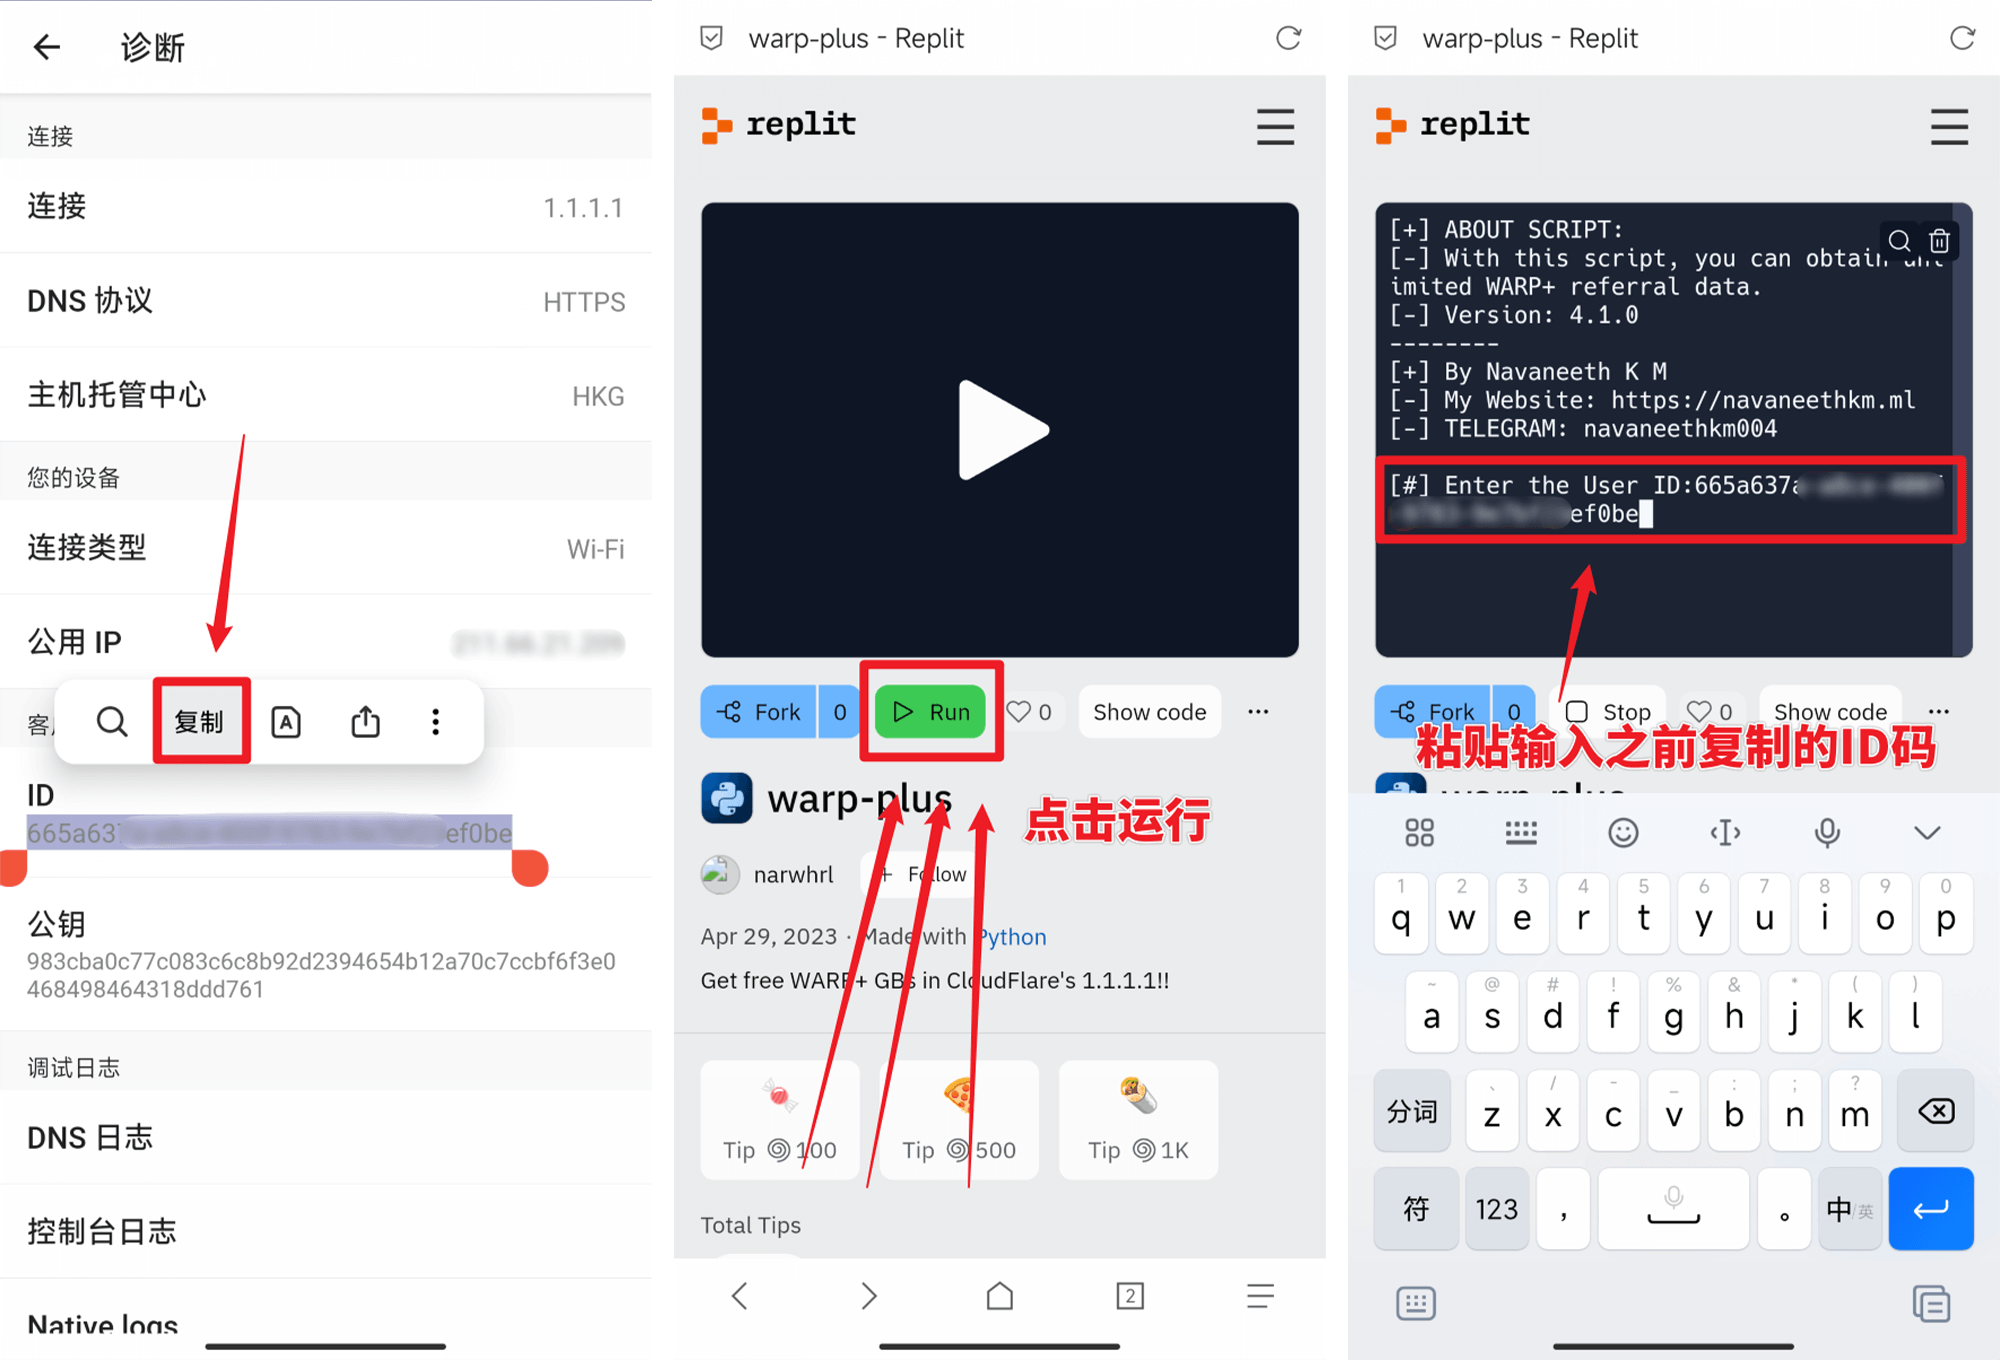 诊断
连接
连接 1.1.1.1
DNS 协议 HTTPS
主机托管中心 HKG
您的设备
连接类型 Wi-Fi
公用 IP
客
复制
A
ID
665a637 ef0be
公钥
983cba0c77c083c6c8b92d2394654b12a70c7ccbf6f3e0
468498464318ddd761
调试日志
DNS 日志
控制台日志
Native logs
warp-plus - Replit
replit
Fork 0 Run 0 Show code ...
warp-plus
点击运行
narwhrl + Follow
Apr 29, 2023 · Made with Python
Get free WARP+ GBs in CloudFlare's 1.1.1.1!!
Tip 100 Tip 500 Tip 1K
Total Tips
2
warp-plus - Replit
replit
[+] ABOUT SCRIPT:
[-] With this script, you can obtain unl
imited WARP+ referral data.
[-] Version: 4.1.0
--------
[+] By Navaneeth K M
[-] My Website: https://navaneethkm.ml
[-] TELEGRAM: navaneethkm004
[#] Enter the User ID:665a637
ef0be
Fork 0 Stop 0 Show code ...
粘贴输入之前复制的ID码
warp-plus
1 2 3 4 5 6 7 8 9 0
q w e r t y u i o p
~ @ # ! % & * ( )
a s d f g h j k l
、 / - _ : ; ?
分词 z x c v b n m
符 123 , 。 中/英